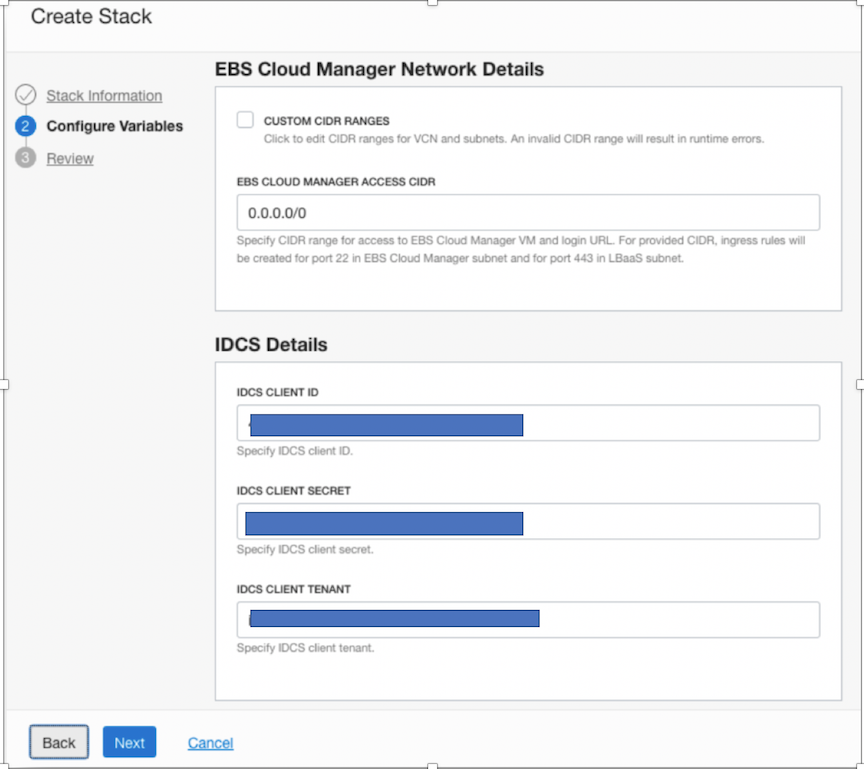 Create Stack
EBS Cloud Manager Network Details
Stack Information
2 Configure Variables
3 Review
CUSTOM CIDR RANGES
Click to edit CIDR ranges for VCN and subnets. An invalid CIDR range will result in runtime errors.
EBS CLOUD MANAGER ACCESS CIDR
0.0.0.0/0
Specify CIDR range for access to EBS Cloud Manager VM and login URL. For provided CIDR, ingress rules will
be created for port 22 in EBS Cloud Manager subnet and for port 443 in LBaaS subnet.
IDCS Details
IDCS CLIENT ID
Specify IDCS client ID.
IDCS CLIENT SECRET
Specify IDCS client secret.
IDCS CLIENT TENANT
Specify IDCS client tenant.
Back Next Cancel